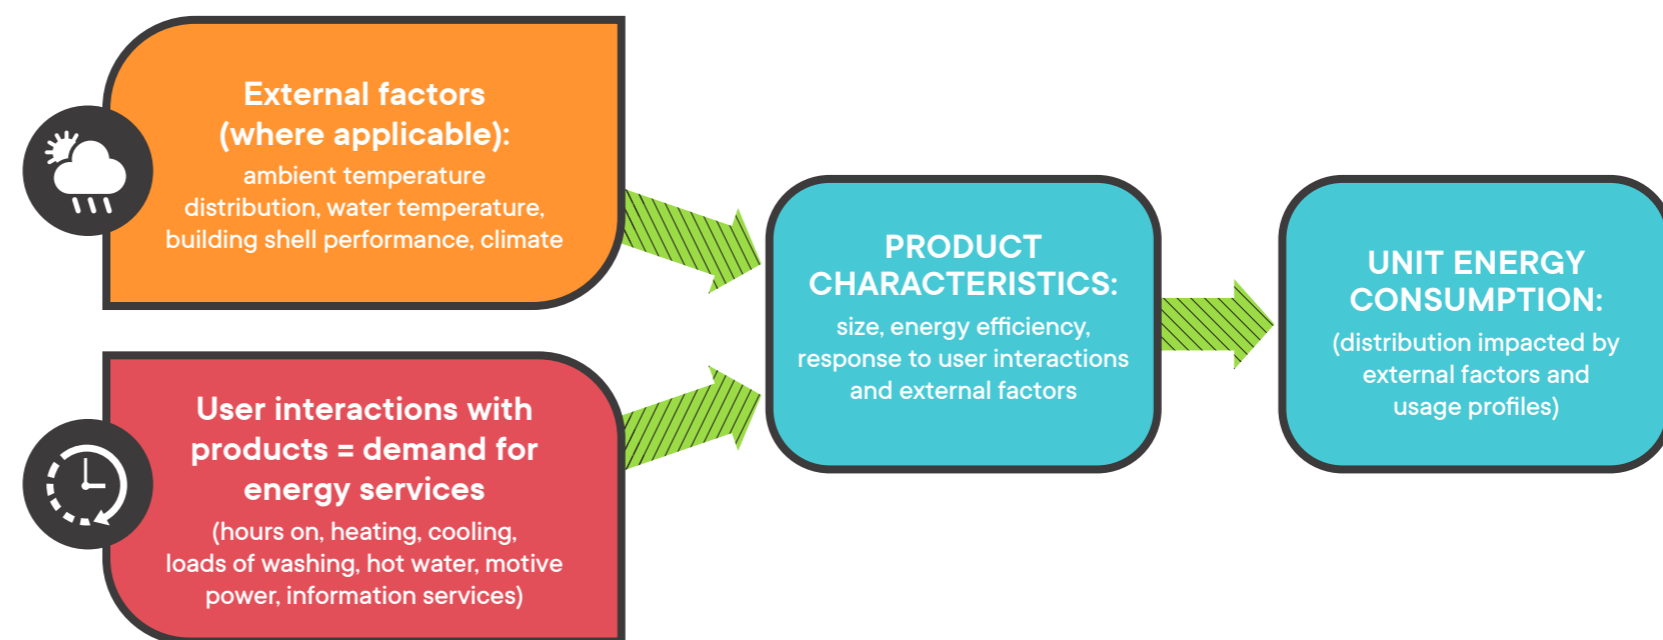 External factors
(where applicable):
ambient temperature
distribution, water temperature,
building shell performance, climate
User interactions with
products = demand for
energy services
(hours on, heating, cooling,
loads of washing, hot water, motive
power, information services)
PRODUCT
CHARACTERISTICS:
size, energy efficiency,
response to user interactions
and external factors
UNIT ENERGY
CONSUMPTION:
(distribution impacted by
external factors and
usage profiles)